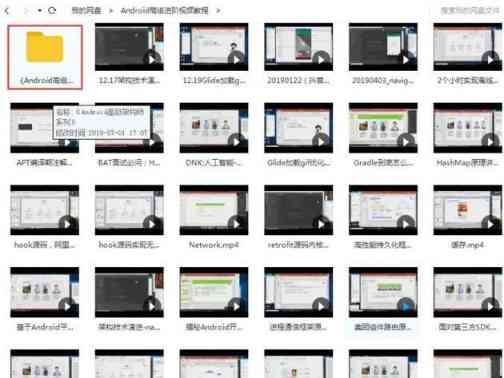 我的网盘 > Android高级进阶视频教程 >
搜索我的网盘文件
《Android高级...
12.17架构技术演...
12.19Glide加载g...
20190122（抖音...
20190403_navig...
2个小时实现高级...
名称：《Android高级架构师
系列》
修改时间:2019-07-01 17:07
APT编译期注解...
BAT面试必问：H...
DNK:人工智能-...
Glide加载gif优化...
Gradle到底怎么...
HashMap原理讲...
hook源码，阿里...
hook源码实现无...
Network.mp4
retrofit源码内核...
高性能持久化框...
缓存.mp4
基于Android平...
架构技术演进-na...
揭秘Android开...
进程通信框架原...
美团组件路由原...
面对第三方SDK...